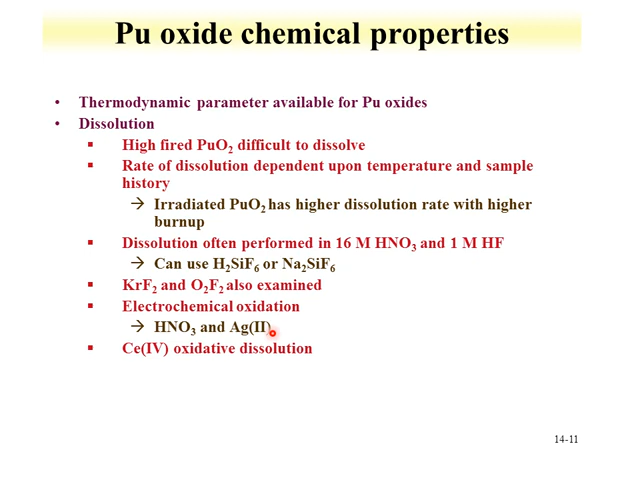 Pu oxide chemical properties
• Thermodynamic parameter available for Pu oxides
• Dissolution
▪ High fired PuO₂ difficult to dissolve
▪ Rate of dissolution dependent upon temperature and sample
history
→ Irradiated PuO₂ has higher dissolution rate with higher
burnup
▪ Dissolution often performed in 16 M HNO₃ and 1 M HF
→ Can use H₂SiF₆ or Na₂SiF₆
▪ KrF₂ and O₂F₂ also examined
▪ Electrochemical oxidation
→ HNO₃ and Ag(II)
▪ Ce(IV) oxidative dissolution
14-11